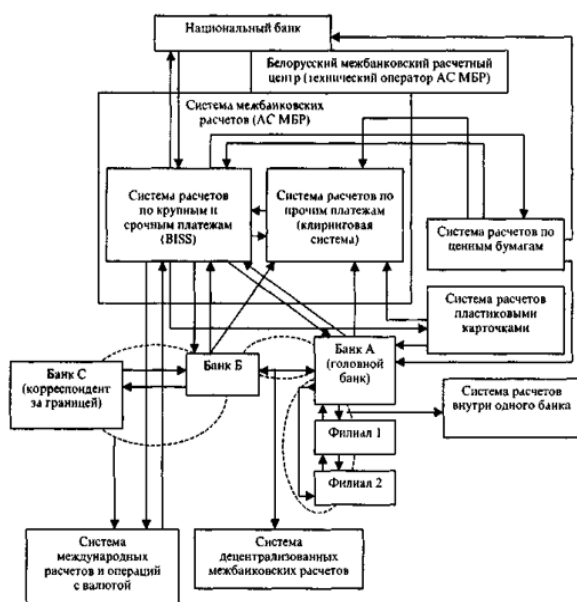 Национальный банк
Белорусский межбанковский расчетный
центр (технический оператор АС МБР)
Система межбанковских
расчетов (АС МБР)
Система расчетов
по крупным и
срочным платежам
(BISS)
Система расчетов по
прочим платежам
(клиринговая
система)
Система расчетов по
ценным бумагам
Система расчетов
пластиковыми
карточками
Банк С
(корреспондент
за границей)
Банк Б
Банк А
(головной
банк)
Система расчетов
внутри одного банка
Филиал 1
Филиал 2
Система
международных
расчетов и операций
с валютой
Система
децентрализованных
межбанковских расчетов